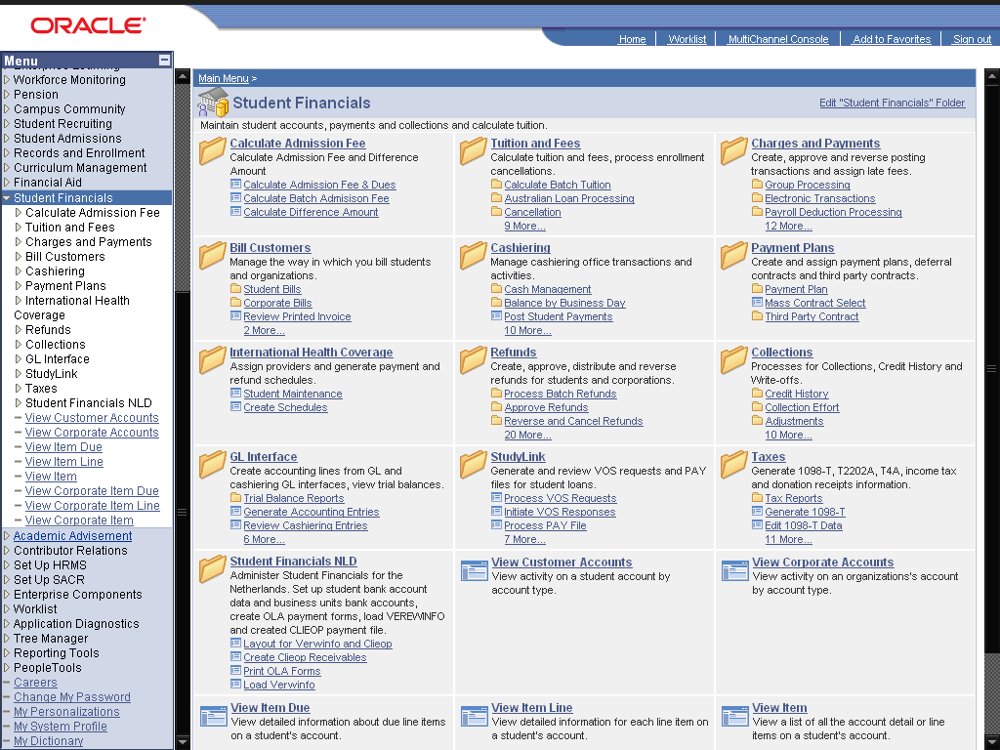 ORACLE
Home
Worklist
MultiChannel Console
Add to Favorites
Sign out
Menu
Enterprise Learning
Workforce Monitoring
Pension
Campus Community
Student Recruiting
Student Admissions
Records and Enrollment
Curriculum Management
Financial Aid
Student Financials
Calculate Admission Fee
Tuition and Fees
Charges and Payments
Bill Customers
Cashiering
Payment Plans
International Health
Coverage
Refunds
Collections
GL Interface
StudyLink
Taxes
Student Financials NLD
View Customer Accounts
View Corporate Accounts
View Item Due
View Item Line
View Item
View Corporate Item Due
View Corporate Item Line
View Corporate Item
Academic Advisement
Contributor Relations
Set Up HRMS
Set Up SACR
Enterprise Components
Worklist
Application Diagnostics
Tree Manager
Reporting Tools
PeopleTools
Careers
Change My Password
My Personalizations
My System Profile
My Dictionary
Main Menu >
Student Financials
Edit "Student Financials" Folder
Maintain student accounts, payments and collections and calculate tuition.
Calculate Admission Fee
Calculate Admission Fee and Difference
Amount
Calculate Admission Fee & Dues
Calculate Batch Admisison Fee
Calculate Difference Amount
Tuition and Fees
Calculate tuition and fees, process enrollment
cancellations.
Calculate Batch Tuition
Australian Loan Processing
Cancellation
9 More...
Charges and Payments
Create, approve and reverse posting
transactions and assign late fees.
Group Processing
Electronic Transactions
Payroll Deduction Processing
12 More...
Bill Customers
Manage the way in which you bill students
and organizations.
Student Bills
Corporate Bills
Review Printed Invoice
2 More...
Cashiering
Manage cashiering office transactions and
activities.
Cash Management
Balance by Business Day
Post Student Payments
10 More...
Payment Plans
Create and assign payment plans, deferral
contracts and third party contracts.
Payment Plan
Mass Contract Select
Third Party Contract
International Health Coverage
Assign providers and generate payment and
refund schedules.
Student Maintenance
Create Schedules
Refunds
Create, approve, distribute and reverse
refunds for students and corporations.
Process Batch Refunds
Approve Refunds
Reverse and Cancel Refunds
20 More...
Collections
Processes for Collections, Credit History and
Write-offs.
Credit History
Collection Effort
Adjustments
10 More...
GL Interface
Create accounting lines from GL and
cashiering GL interfaces, view trial balances.
Trial Balance Reports
Generate Accounting Entries
Review Cashiering Entries
6 More...
StudyLink
Generate and review VOS requests and PAY
files for student loans.
Process VOS Requests
Initiate VOS Responses
Process PAY File
7 More...
Taxes
Generate 1098-T, T2202A, T4A, income tax
and donation receipts information.
Tax Reports
Generate 1098-T
Edit 1098-T Data
11 More...
Student Financials NLD
Administer Student Financials for the
Netherlands. Set up student bank account
data and business units bank accounts,
create OLA payment forms, load VEREWINFO
and created CLIEOP payment file.
Layout for Verwinfo and Clieop
Create Clieop Receivables
Print OLA Forms
Load Verwinfo
View Customer Accounts
View activity on a student account by
account type.
View Corporate Accounts
View activity on an organizations's account
by account type.
View Item Due
View detailed information about due line items
on a student's account.
View Item Line
View detailed information for each line item on
a student's account.
View Item
View a list of all the account detail or line
items on a student's account.